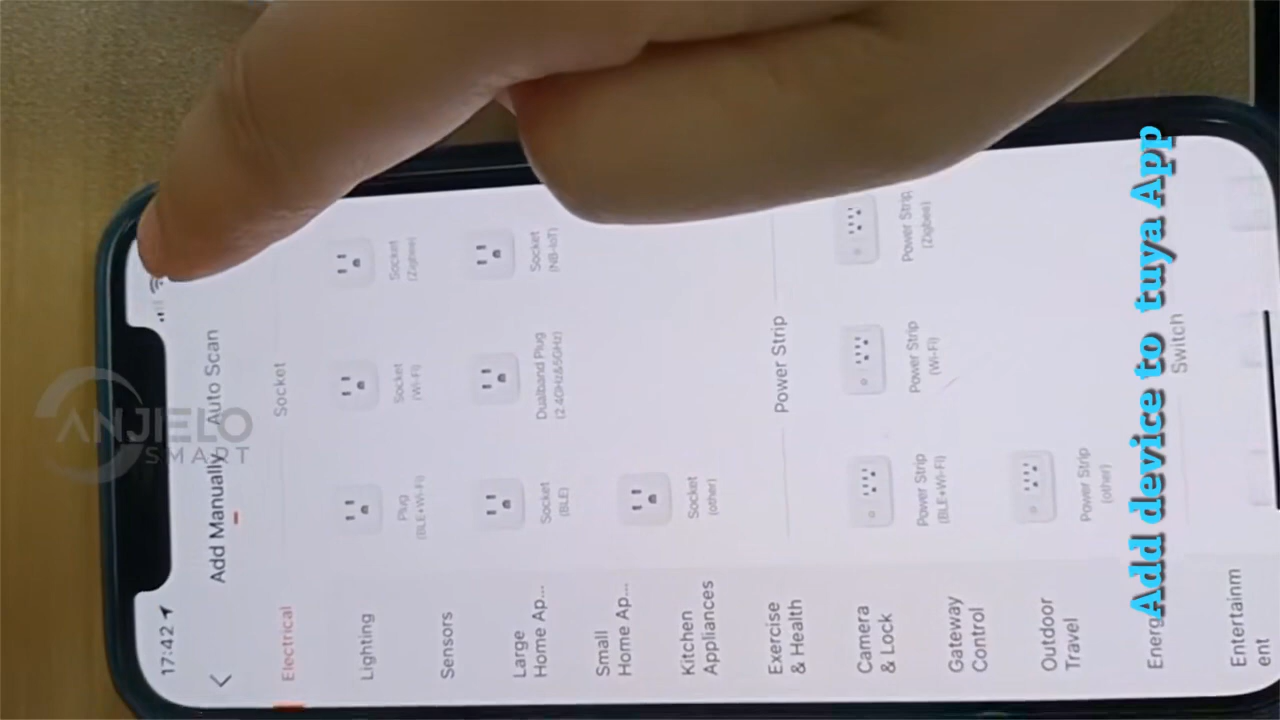 17:42
Add Manually
Auto Scan
Electrical
Lighting
Sensors
Large
Home Ap...
Small
Home Ap...
Kitchen
Appliances
Exercise
& Health
Camera
& Lock
Gateway
Control
Outdoor
Travel
Energ
Entertainm
ent
Socket
Plug
(BLE+Wi-Fi)
Socket
(Wi-Fi)
Socket
(Zigbee)
Socket
(BLE)
Dualband Plug
(2.4GHz&5GHz)
Socket
(NB-IoT)
Socket
(other)
Power Strip
Power Strip
(BLE+Wi-Fi)
Power Strip
(Wi-Fi)
Power Strip
(Zigbee)
Power Strip
(other)
Switch
Add device to tuya App
ANJIELO
SMART